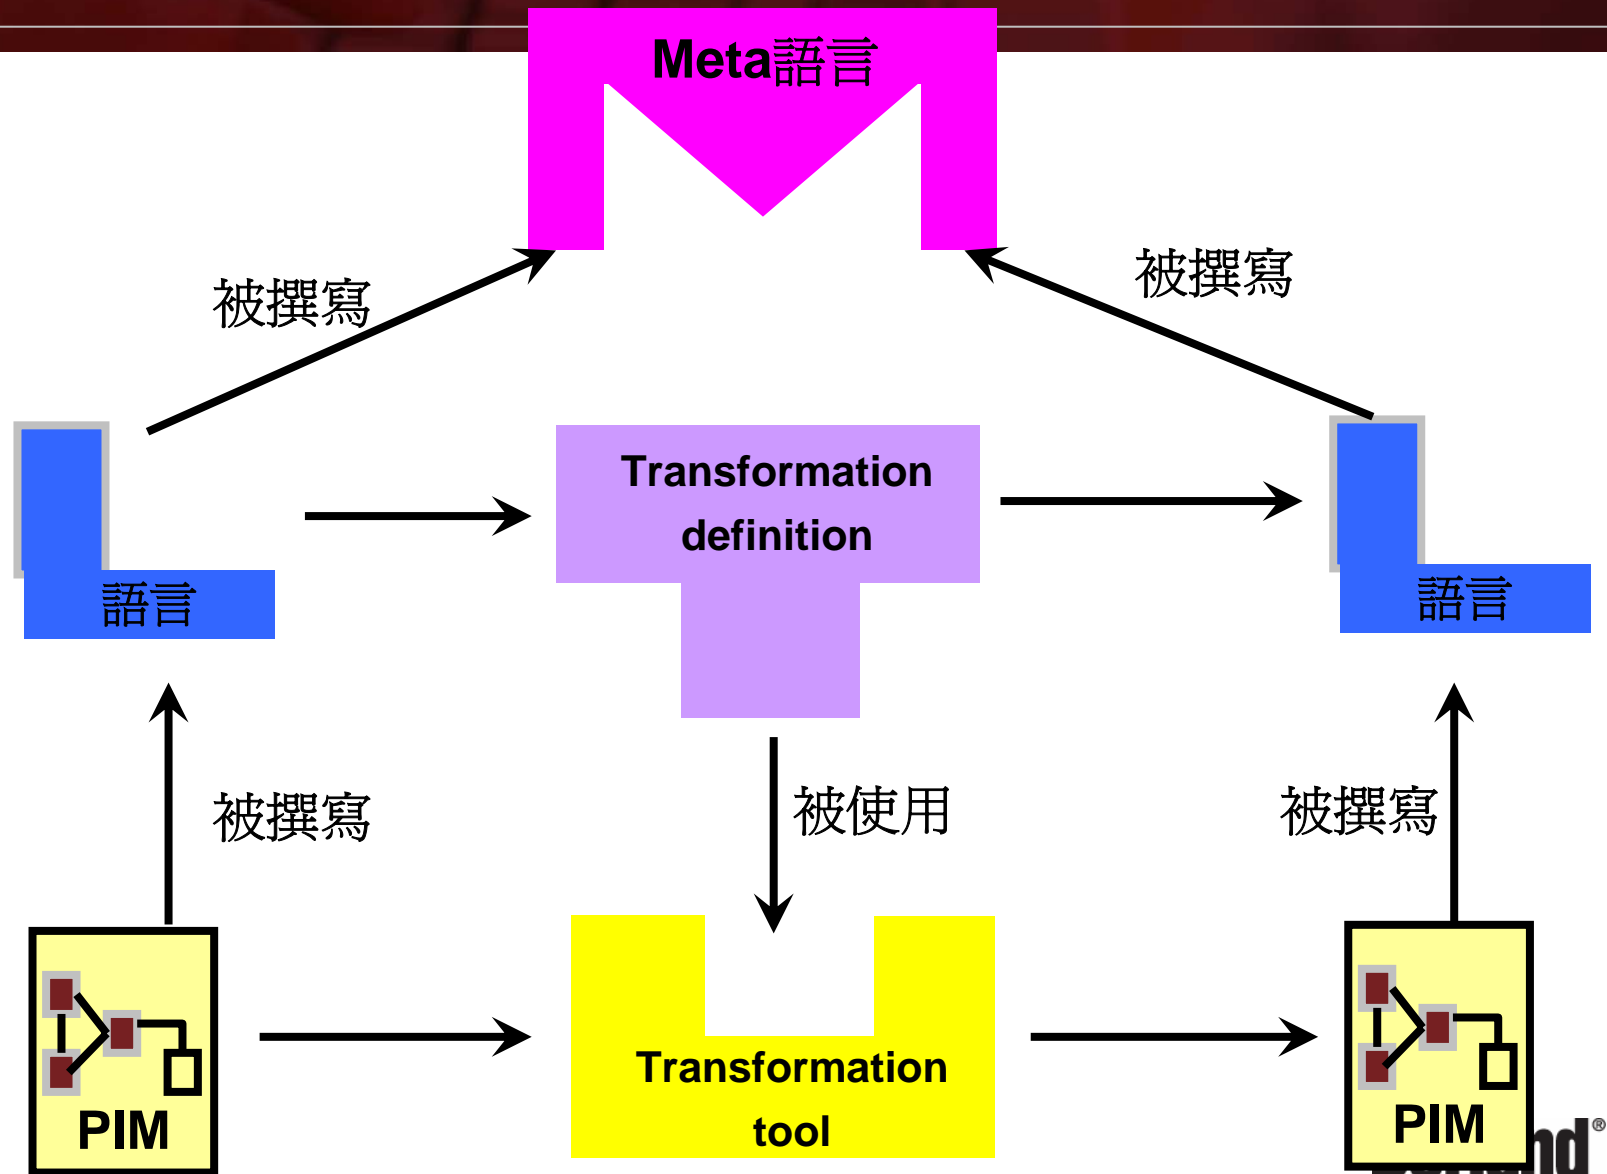 Meta語言
被撰寫
被撰寫
Transformation
definition
語言
語言
被撰寫
被使用
被撰寫
Transformation
tool
PIM
PIM